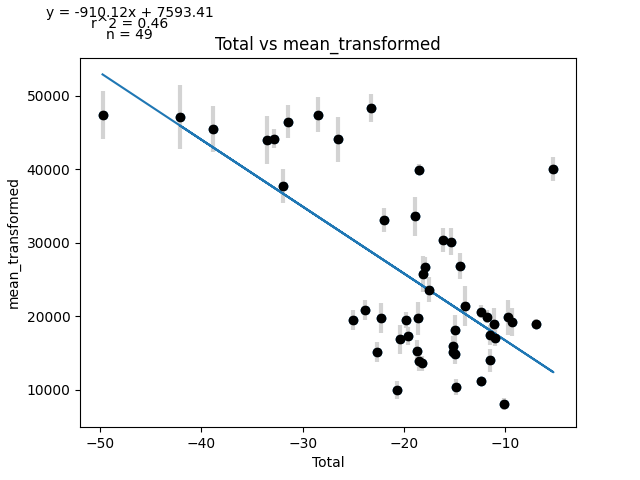 y = -910.12x + 7593.41
r^2 = 0.46
n = 49
Total vs mean_transformed
50000
40000
30000
20000
10000
mean_transformed
−50
−40
−30
−20
−10
Total